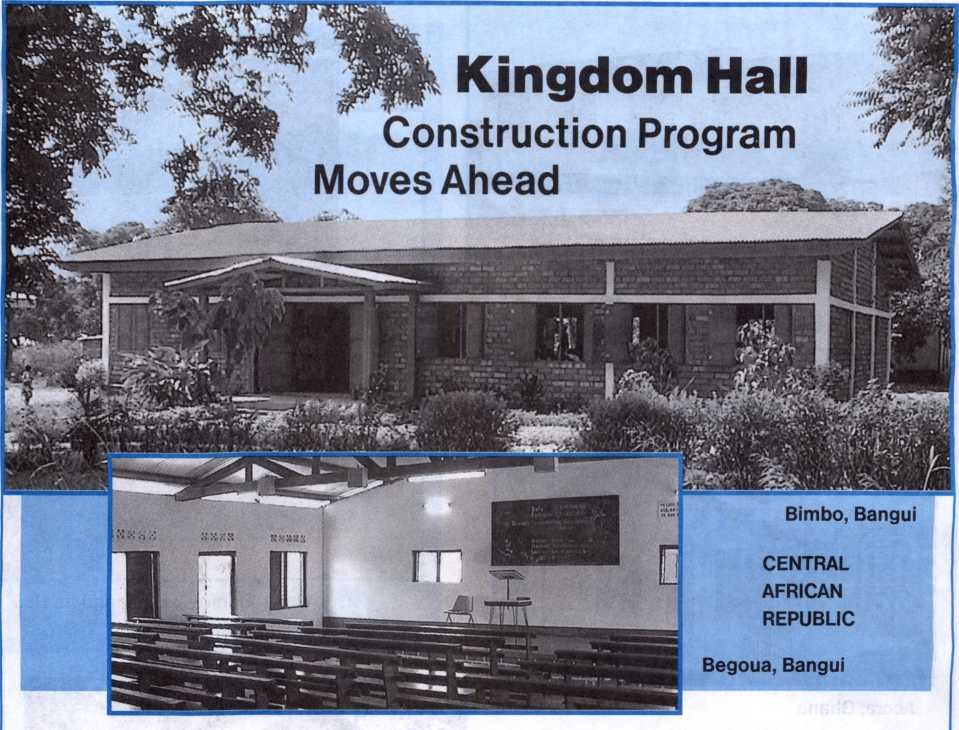 Kingdom Hall
Construction Program
Moves Ahead
Bimbo, Bangui
CENTRAL
AFRICAN
REPUBLIC
Begoua, Bangui